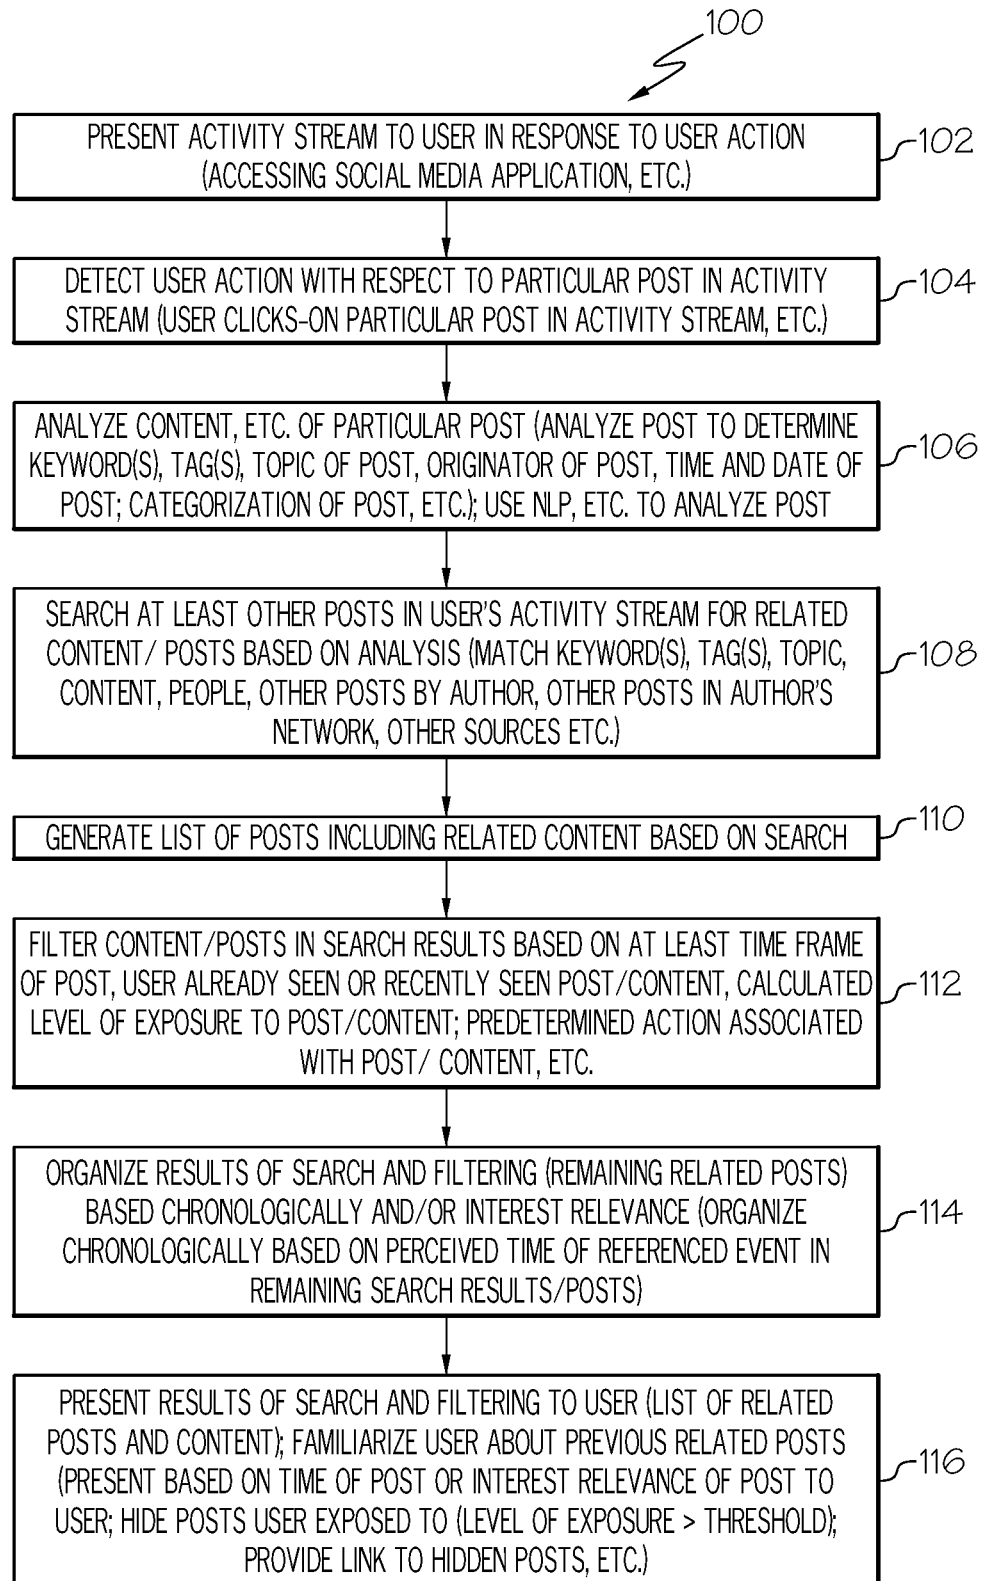 100
PRESENT ACTIVITY STREAM TO USER IN RESPONSE TO USER ACTION
(ACCESSING SOCIAL MEDIA APPLICATION, ETC.)
102
DETECT USER ACTION WITH RESPECT TO PARTICULAR POST IN ACTIVITY
STREAM (USER CLICKS-ON PARTICULAR POST IN ACTIVITY STREAM, ETC.)
104
ANALYZE CONTENT, ETC. OF PARTICULAR POST (ANALYZE POST TO DETERMINE
KEYWORD(S), TAG(S), TOPIC OF POST, ORIGINATOR OF POST, TIME AND DATE OF
POST; CATEGORIZATION OF POST, ETC.); USE NLP, ETC. TO ANALYZE POST
106
SEARCH AT LEAST OTHER POSTS IN USER'S ACTIVITY STREAM FOR RELATED
CONTENT/ POSTS BASED ON ANALYSIS (MATCH KEYWORD(S), TAG(S), TOPIC,
CONTENT, PEOPLE, OTHER POSTS BY AUTHOR, OTHER POSTS IN AUTHOR'S
NETWORK, OTHER SOURCES ETC.)
108
GENERATE LIST OF POSTS INCLUDING RELATED CONTENT BASED ON SEARCH
110
FILTER CONTENT/POSTS IN SEARCH RESULTS BASED ON AT LEAST TIME FRAME
OF POST, USER ALREADY SEEN OR RECENTLY SEEN POST/CONTENT, CALCULATED
LEVEL OF EXPOSURE TO POST/CONTENT; PREDETERMINED ACTION ASSOCIATED
WITH POST/ CONTENT, ETC.
112
ORGANIZE RESULTS OF SEARCH AND FILTERING (REMAINING RELATED POSTS)
BASED CHRONOLOGICALLY AND/OR INTEREST RELEVANCE (ORGANIZE
CHRONOLOGICALLY BASED ON PERCEIVED TIME OF REFERENCED EVENT IN
REMAINING SEARCH RESULTS/POSTS)
114
PRESENT RESULTS OF SEARCH AND FILTERING TO USER (LIST OF RELATED
POSTS AND CONTENT); FAMILIARIZE USER ABOUT PREVIOUS RELATED POSTS
(PRESENT BASED ON TIME OF POST OR INTEREST RELEVANCE OF POST TO
USER; HIDE POSTS USER EXPOSED TO (LEVEL OF EXPOSURE > THRESHOLD);
PROVIDE LINK TO HIDDEN POSTS, ETC.)
116